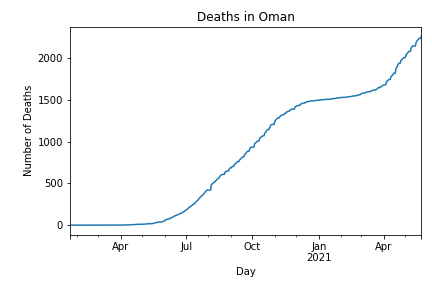 Deaths in Oman
Number of Deaths
2000
1500
1000
500
0
Apr
Jul
Oct
Jan
2021
Apr
Day